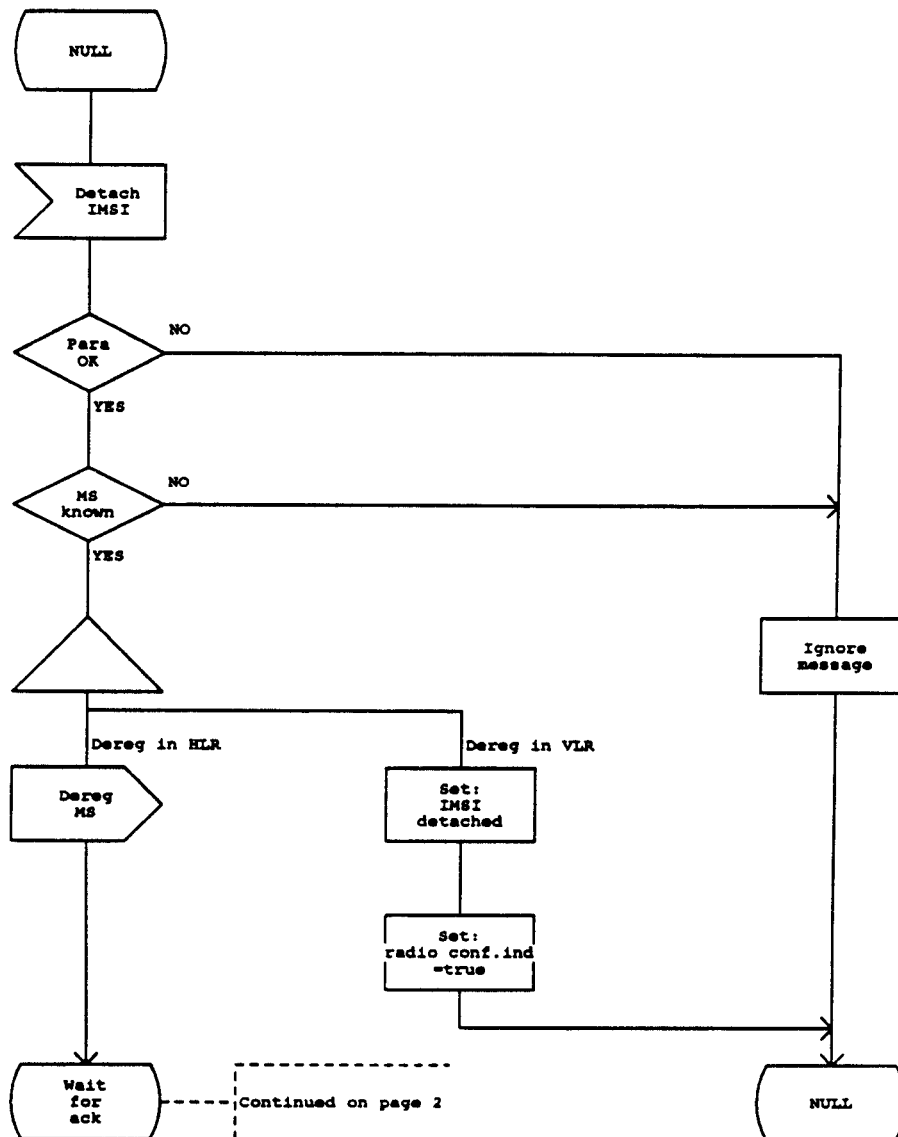 NULL
Detach
IMSI
Para
OK
NO
YES
MS
known
NO
YES
Ignore
message
Dereg in HLR
Dereg in VLR
Dereg
MS
Set:
IMSI
detached
Set:
radio conf.ind
=true
Wait
for
ack
Continued on page 2
NULL